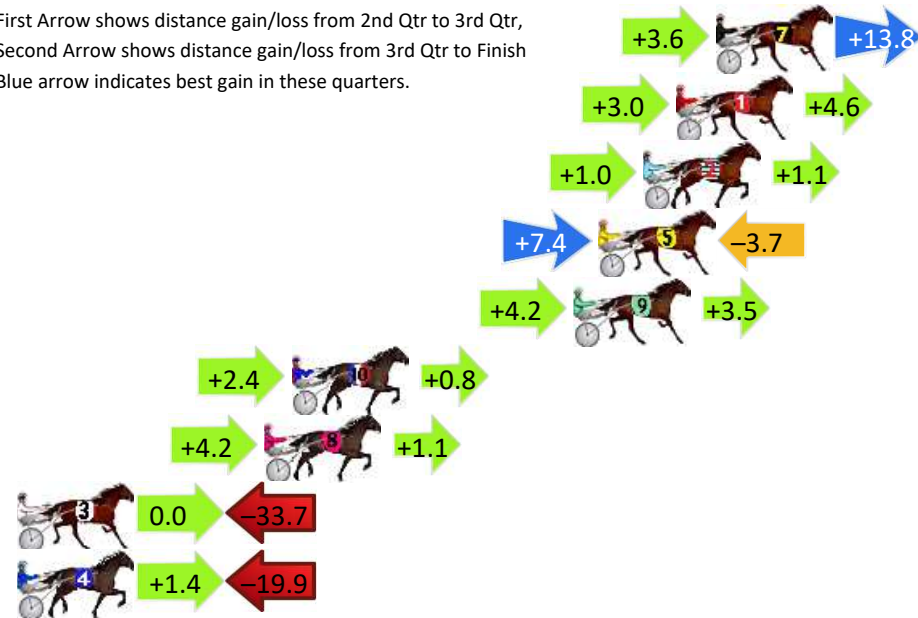 First Arrow shows distance gain/loss from 2nd Qtr to 3rd Qtr,
Second Arrow shows distance gain/loss from 3rd Qtr to Finish
Blue arrow indicates best gain in these quarters.
+3.6 7 +13.8
+3.0 1 +4.6
+1.0 2 +1.1
+7.4 5 –3.7
+4.2 9 +3.5
+2.4 10 +0.8
+4.2 8 +1.1
3 0.0 –33.7
4 +1.4 –19.9